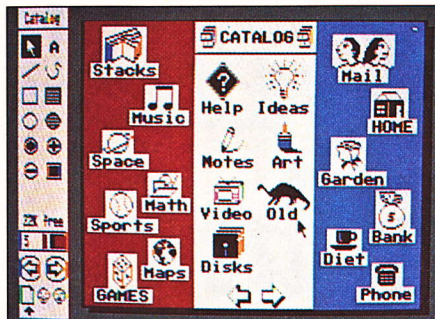 Catalog
A
22K free
5
Stacks
Music
Space
Math
Sports
Maps
GAMES
CATALOG
?
Help Ideas
Notes Art
Video Old
Disks
Mail
HOME
Garden
$
Bank
Diet
Phone